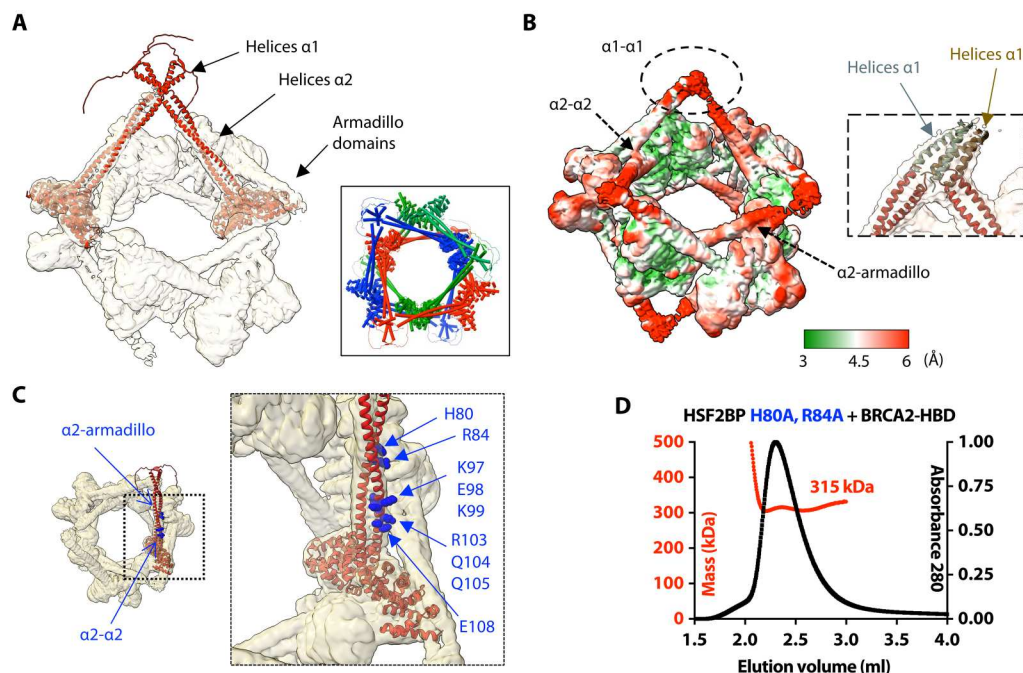 A
Helices α1
Helices α2
Armadillo
domains
B
α1-α1
α2-α2
α2-armadillo
Helices α1
Helices α1
3
4.5
6
(Å)
C
α2-armadillo
α2-α2
H80
R84
K97
E98
K99
R103
Q104
Q105
E108
D
HSF2BP H80A, R84A + BRCA2-HBD
500
400
300
200
100
0
Mass (kDa)
315 kDa
1.00
0.75
0.50
0.25
0.00
Absorbance 280
1.5 2.0 2.5 3.0 3.5 4.0
Elution volume (ml)